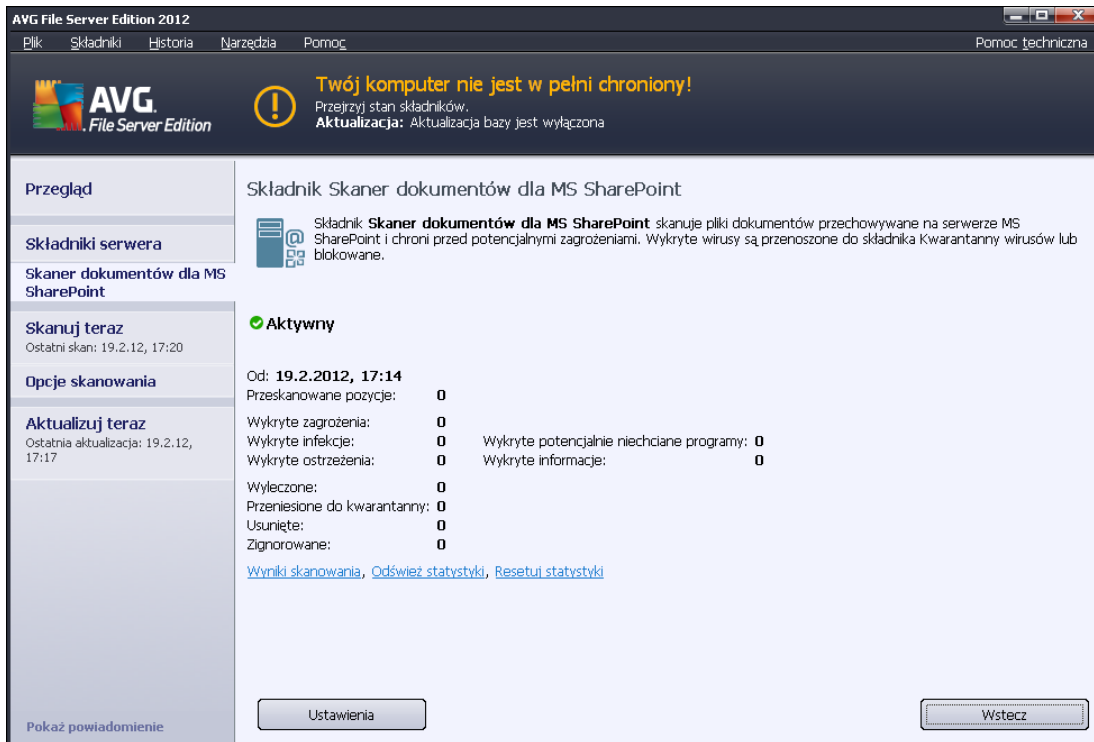 AVG File Server Edition 2012
Plik Składniki Historia Narzędzia Pomoc Pomoc techniczna
AVG.
File Server Edition
Twój komputer nie jest w pełni chroniony!
Przejrzyj stan składników.
Aktualizacja: Aktualizacja bazy jest wyłączona
Przegląd
Składniki serwera
Skaner dokumentów dla MS
SharePoint
Skanuj teraz
Ostatni skan: 19.2.12, 17:20
Opcje skanowania
Aktualizuj teraz
Ostatnia aktualizacja: 19.2.12,
17:17
Pokaż powiadomienie
Składnik Skaner dokumentów dla MS SharePoint
Składnik Skaner dokumentów dla MS SharePoint skanuje pliki dokumentów przechowywane na serwerze MS
SharePoint i chroni przed potencjalnymi zagrożeniami. Wykryte wirusy są przenoszone do składnika Kwarantanny wirusów lub
blokowane.
Aktywny
Od: 19.2.2012, 17:14
Przeskanowane pozycje: 0
Wykryte zagrożenia: 0
Wykryte infekcje: 0 Wykryte potencjalnie niechciane programy: 0
Wykryte ostrzeżenia: 0 Wykryte informacje: 0
Wyleczone: 0
Przeniesione do kwarantanny: 0
Usunięte: 0
Zignorowane: 0
Wyniki skanowania, Odśwież statystyki, Resetuj statystyki
Ustawienia Wstecz